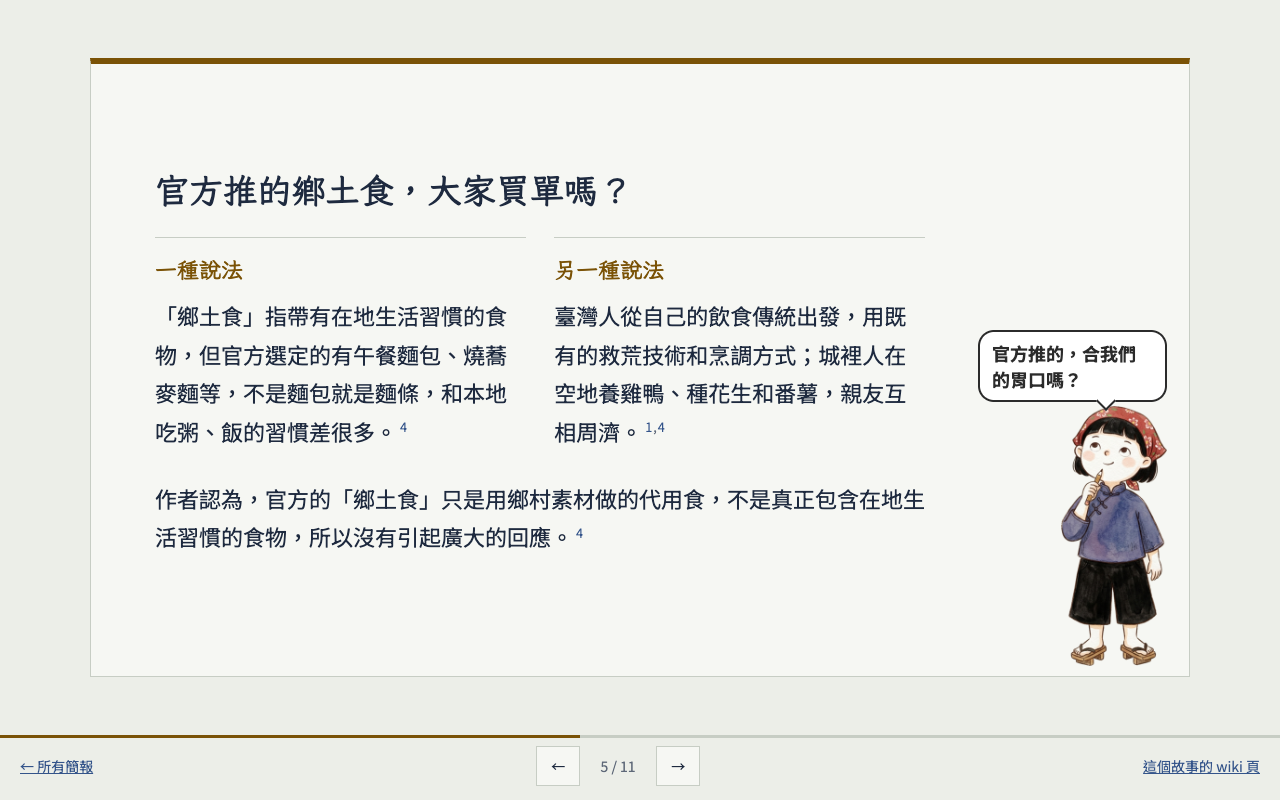 官方推的鄉土食，大家買單嗎？
一種說法
「鄉土食」指帶有在地生活習慣的食
物，但官方選定的有午餐麵包、燒蕎
麥麵等，不是麵包就是麵條，和本地
吃粥、飯的習慣差很多。4
另一種說法
臺灣人從自己的飲食傳統出發，用既
有的救荒技術和烹調方式；城裡人在
空地養雞鴨、種花生和番薯，親友互
相周濟。1,4
作者認為，官方的「鄉土食」只是用鄉村素材做的代用食，不是真正包含在地生
活習慣的食物，所以沒有引起廣大的回應。4
官方推的，合我們
的胃口嗎？
← 所有簡報
←
5 / 11
→
這個故事的 wiki 頁